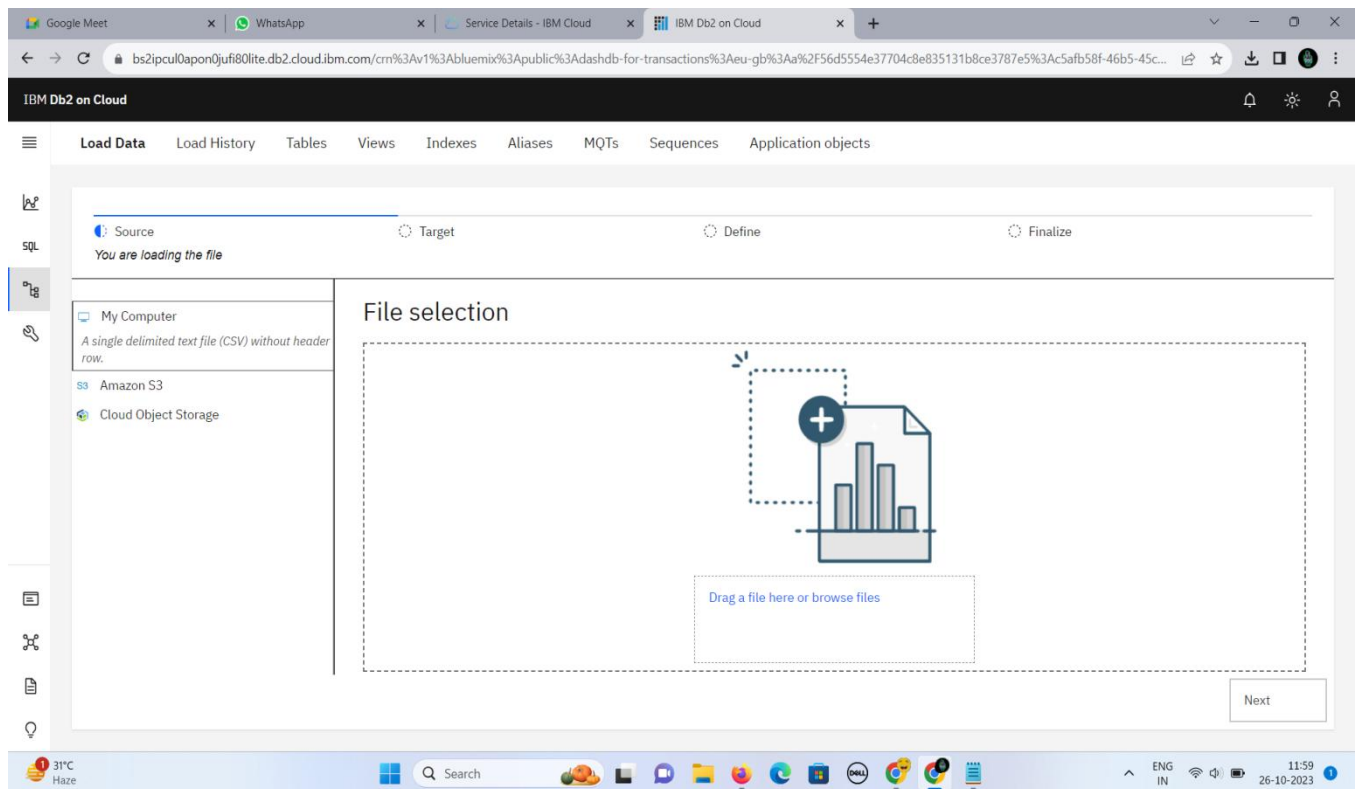 Google Meet
WhatsApp
Service Details - IBM Cloud
IBM Db2 on Cloud
bs2ipcul0apon0jufi80lite.db2.cloud.ibm.com/crn%3Av1%3Abluemix%3Apublic%3Adashdb-for-transactions%3Aeu-gb%3Aa%2F56d5554e37704c8e835131b8ce3787e5%3Ac5afb58f-46b5-45c...
IBM Db2 on Cloud
Load Data Load History Tables Views Indexes Aliases MQTs Sequences Application objects
Source Target Define Finalize
You are loading the file
SQL
My Computer
A single delimited text file (CSV) without header
row.
S3 Amazon S3
Cloud Object Storage
File selection
Drag a file here or browse files
Next
1
31°C
Haze
Search
DELL
ENG
IN
11:59
26-10-2023
1